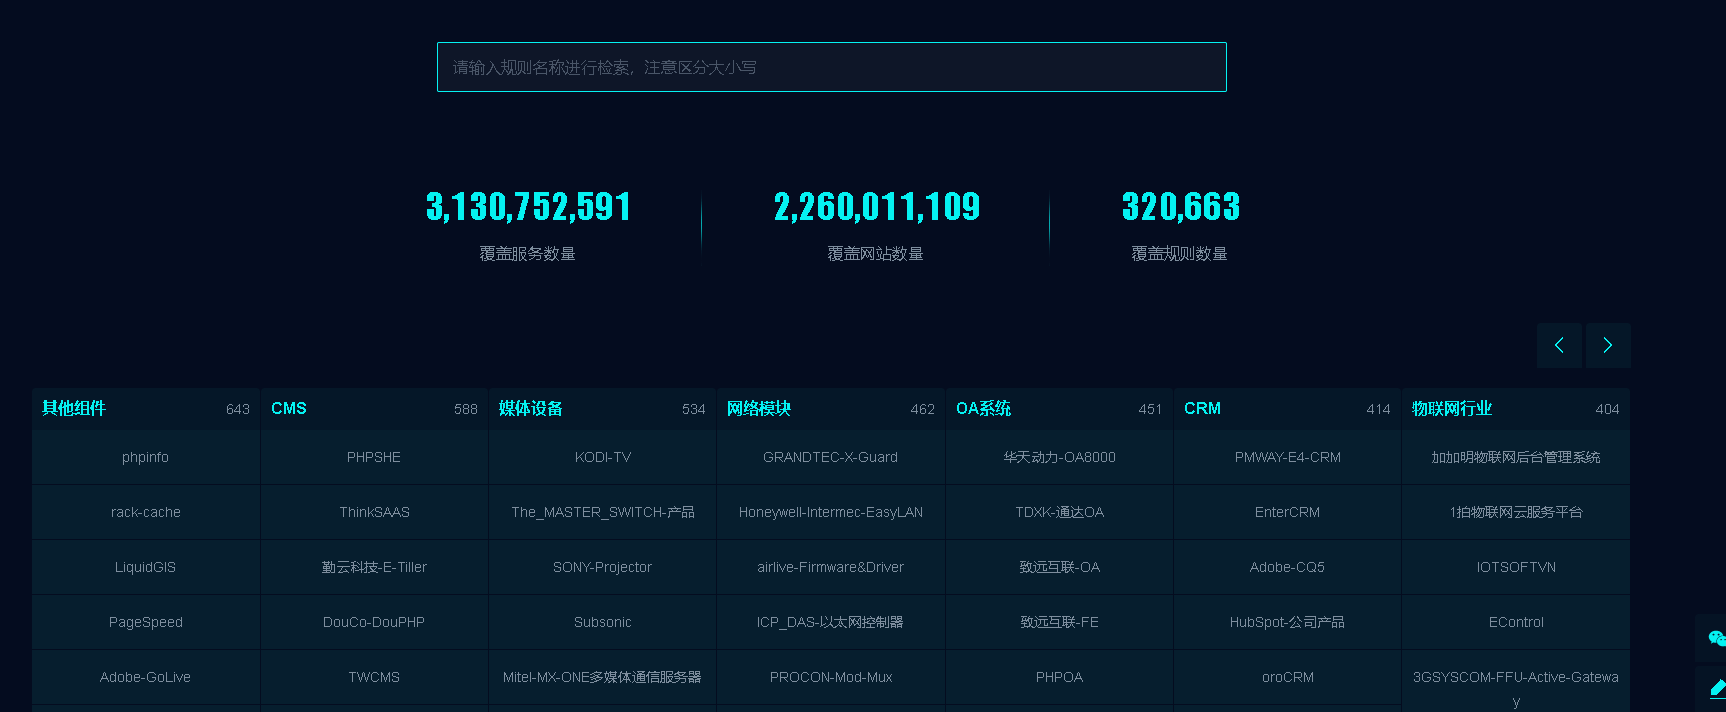 请输入规则名称进行检索，注意区分大小写
3,130,752,591 2,260,011,109 320,663
覆盖服务数量 覆盖网站数量 覆盖规则数量
其他组件 643 CMS 588 媒体设备 534 网络模块 462 OA系统 451 CRM 414 物联网行业 404
phpinfo PHPSHE KODI-TV GRANDTEC-X-Guard 华天动力-OA8000 PMWAY-E4-CRM 加加明物联网后台管理系统
rack-cache ThinkSAAS The_MASTER_SWITCH-产品 Honeywell-Intermec-EasyLAN TDXK-通达OA EnterCRM 1拍物联网云服务平台
LiquidGIS 勤云科技-E-Tiller SONY-Projector airlive-Firmware&Driver 致远互联-OA Adobe-CQ5 IOTSOFTVN
PageSpeed DouCo-DouPHP Subsonic ICP_DAS-以太网控制器 致远互联-FE HubSpot-公司产品 EControl
Adobe-GoLive TWCMS Mitel-MX-ONE多媒体通信服务器 PROCON-Mod-Mux PHPOA oroCRM 3GSYSCOM-FFU-Active-Gatewa
y